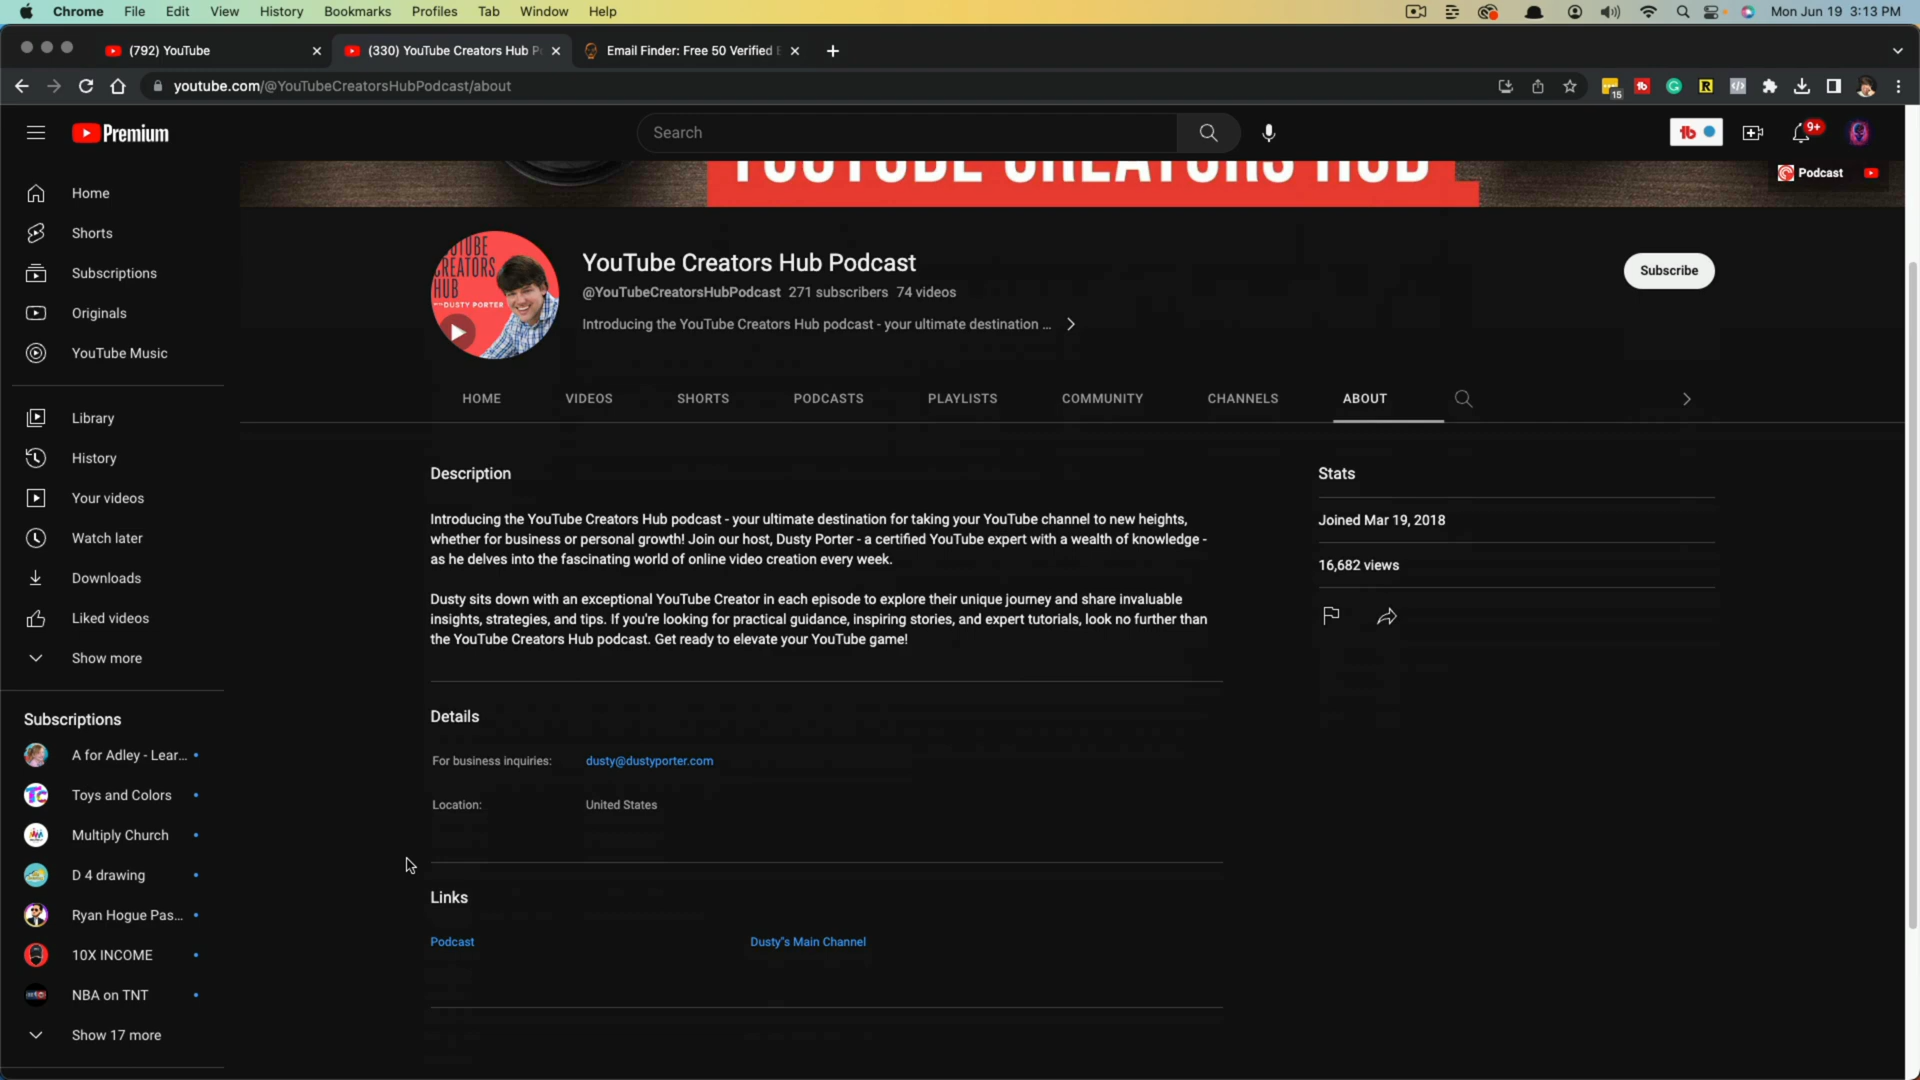 Chrome File Edit View History Bookmarks Profiles Tab Window Help Mon Jun 19 3:13 PM
(792) YouTube (330) YouTube Creators Hub P Email Finder: Free 50 Verified E
youtube.com/@YouTubeCreatorsHubPodcast/about 15
Premium Search 9+
YOUTUBE CREATORS HUB Podcast
Home
Shorts
Subscriptions
Originals
YouTube Music
Library
History
Your videos
Watch later
Downloads
Liked videos
Show more
Subscriptions
A for Adley - Lear...
Toys and Colors
Multiply Church
D 4 drawing
Ryan Hogue Pas...
10X INCOME
NBA on TNT
Show 17 more
YOUTUBE
CREATORS
HUB
DUSTY PORTER
YouTube Creators Hub Podcast
@YouTubeCreatorsHubPodcast 271 subscribers 74 videos
Introducing the YouTube Creators Hub podcast - your ultimate destination ...
Subscribe
HOME VIDEOS SHORTS PODCASTS PLAYLISTS COMMUNITY CHANNELS ABOUT
Description
Introducing the YouTube Creators Hub podcast - your ultimate destination for taking your YouTube channel to new heights,
whether for business or personal growth! Join our host, Dusty Porter - a certified YouTube expert with a wealth of knowledge -
as he delves into the fascinating world of online video creation every week.
Dusty sits down with an exceptional YouTube Creator in each episode to explore their unique journey and share invaluable
insights, strategies, and tips. If you're looking for practical guidance, inspiring stories, and expert tutorials, look no further than
the YouTube Creators Hub podcast. Get ready to elevate your YouTube game!
Details
For business inquiries: dusty@dustyporter.com
Location: United States
Links
Podcast Dusty"s Main Channel
Stats
Joined Mar 19, 2018
16,682 views